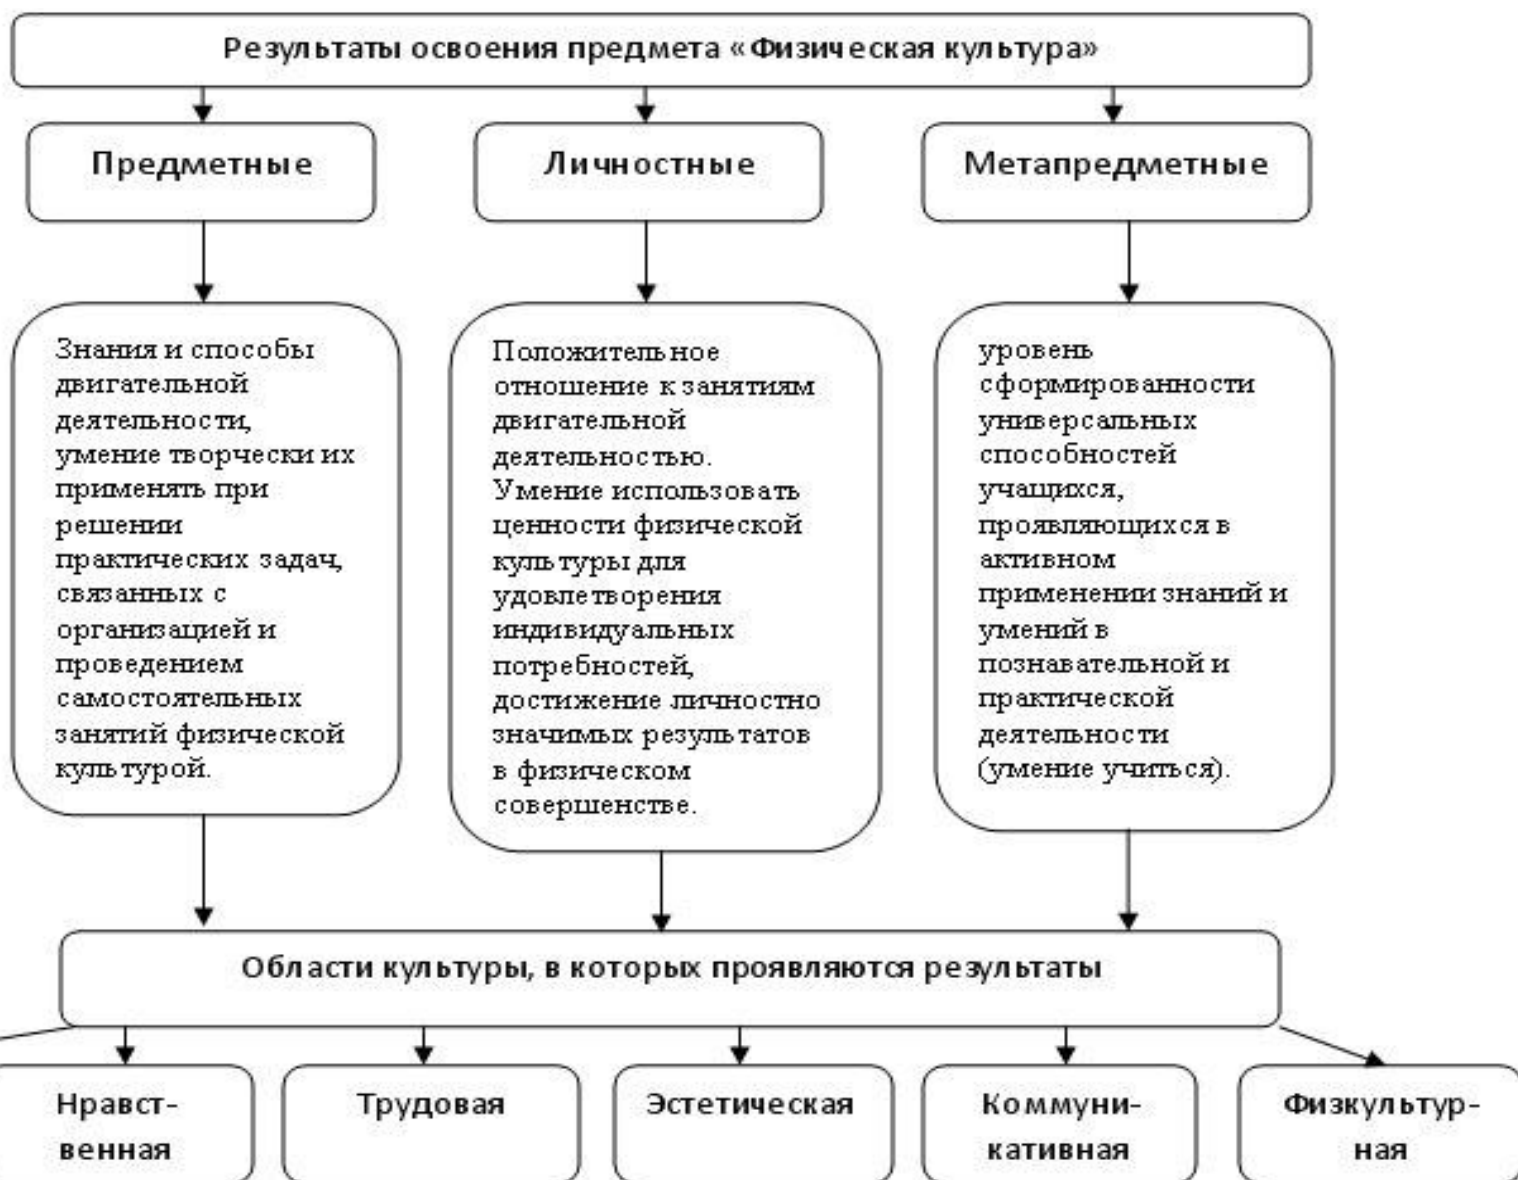 Результаты освоения предмета «Физическая культура»
Предметные
Личностные
Метапредметные
Знания и способы
двигательной
деятельности,
умение творчески их
применять при
решении
практических задач,
связанных с
организацией и
проведением
самостоятельных
занятий физической
культурой.
Положительное
отношение к занятиям
двигательной
деятельностью.
Умение использовать
ценности физической
культуры для
удовлетворения
индивидуальных
потребностей,
достижение личностно
значимых результатов
в физическом
совершенстве.
уровень
сформированности
универсальных
способностей
учащихся,
проявляющихся в
активном
применении знаний и
умений в
познавательной и
практической
деятельности
(умение учиться).
Области культуры, в которых проявляются результаты
Нравст-
венная
Трудовая
Эстетическая
Коммуни-
кативная
Физкультур-
ная